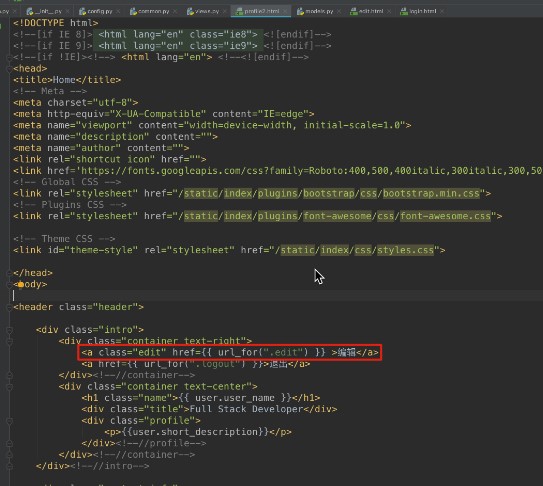 .py __init__.py config.py common.py views.py profile2.html models.py edit.html login.html
<!DOCTYPE html>
<!--[if IE 8]> <html lang="en" class="ie8"> <![endif]-->
<!--[if IE 9]> <html lang="en" class="ie9"> <![endif]-->
<!--[if !IE]><!--> <html lang="en"> <!--<![endif]-->
<head>
<title>Home</title>
<!-- Meta -->
<meta charset="utf-8">
<meta http-equiv="X-UA-Compatible" content="IE=edge">
<meta name="viewport" content="width=device-width, initial-scale=1.0">
<meta name="description" content="">
<meta name="author" content="">
<link rel="shortcut icon" href="">
<link href='https://fonts.googleapis.com/css?family=Roboto:400,500,400italic,300italic,300,50
<!-- Global CSS -->
<link rel="stylesheet" href="/static/index/plugins/bootstrap/css/bootstrap.min.css">
<!-- Plugins CSS -->
<link rel="stylesheet" href="/static/index/plugins/font-awesome/css/font-awesome.css">
<!-- Theme CSS -->
<link id="theme-style" rel="stylesheet" href="/static/index/css/styles.css">
</head>
<body>
<header class="header">
<div class="intro">
<div class="container text-right">
<a class="edit" href={{ url_for(".edit") }} >编辑</a>
<a href={{ url_for(".logout") }}>退出</a>
</div><!--//container-->
<div class="container text-center">
<h1 class="name">{{ user.user_name }}</h1>
<div class="title">Full Stack Developer</div>
<div class="profile">
<p>{{user.short_description}}</p>
</div><!--//profile-->
</div><!--//container-->
</div><!--//intro-->